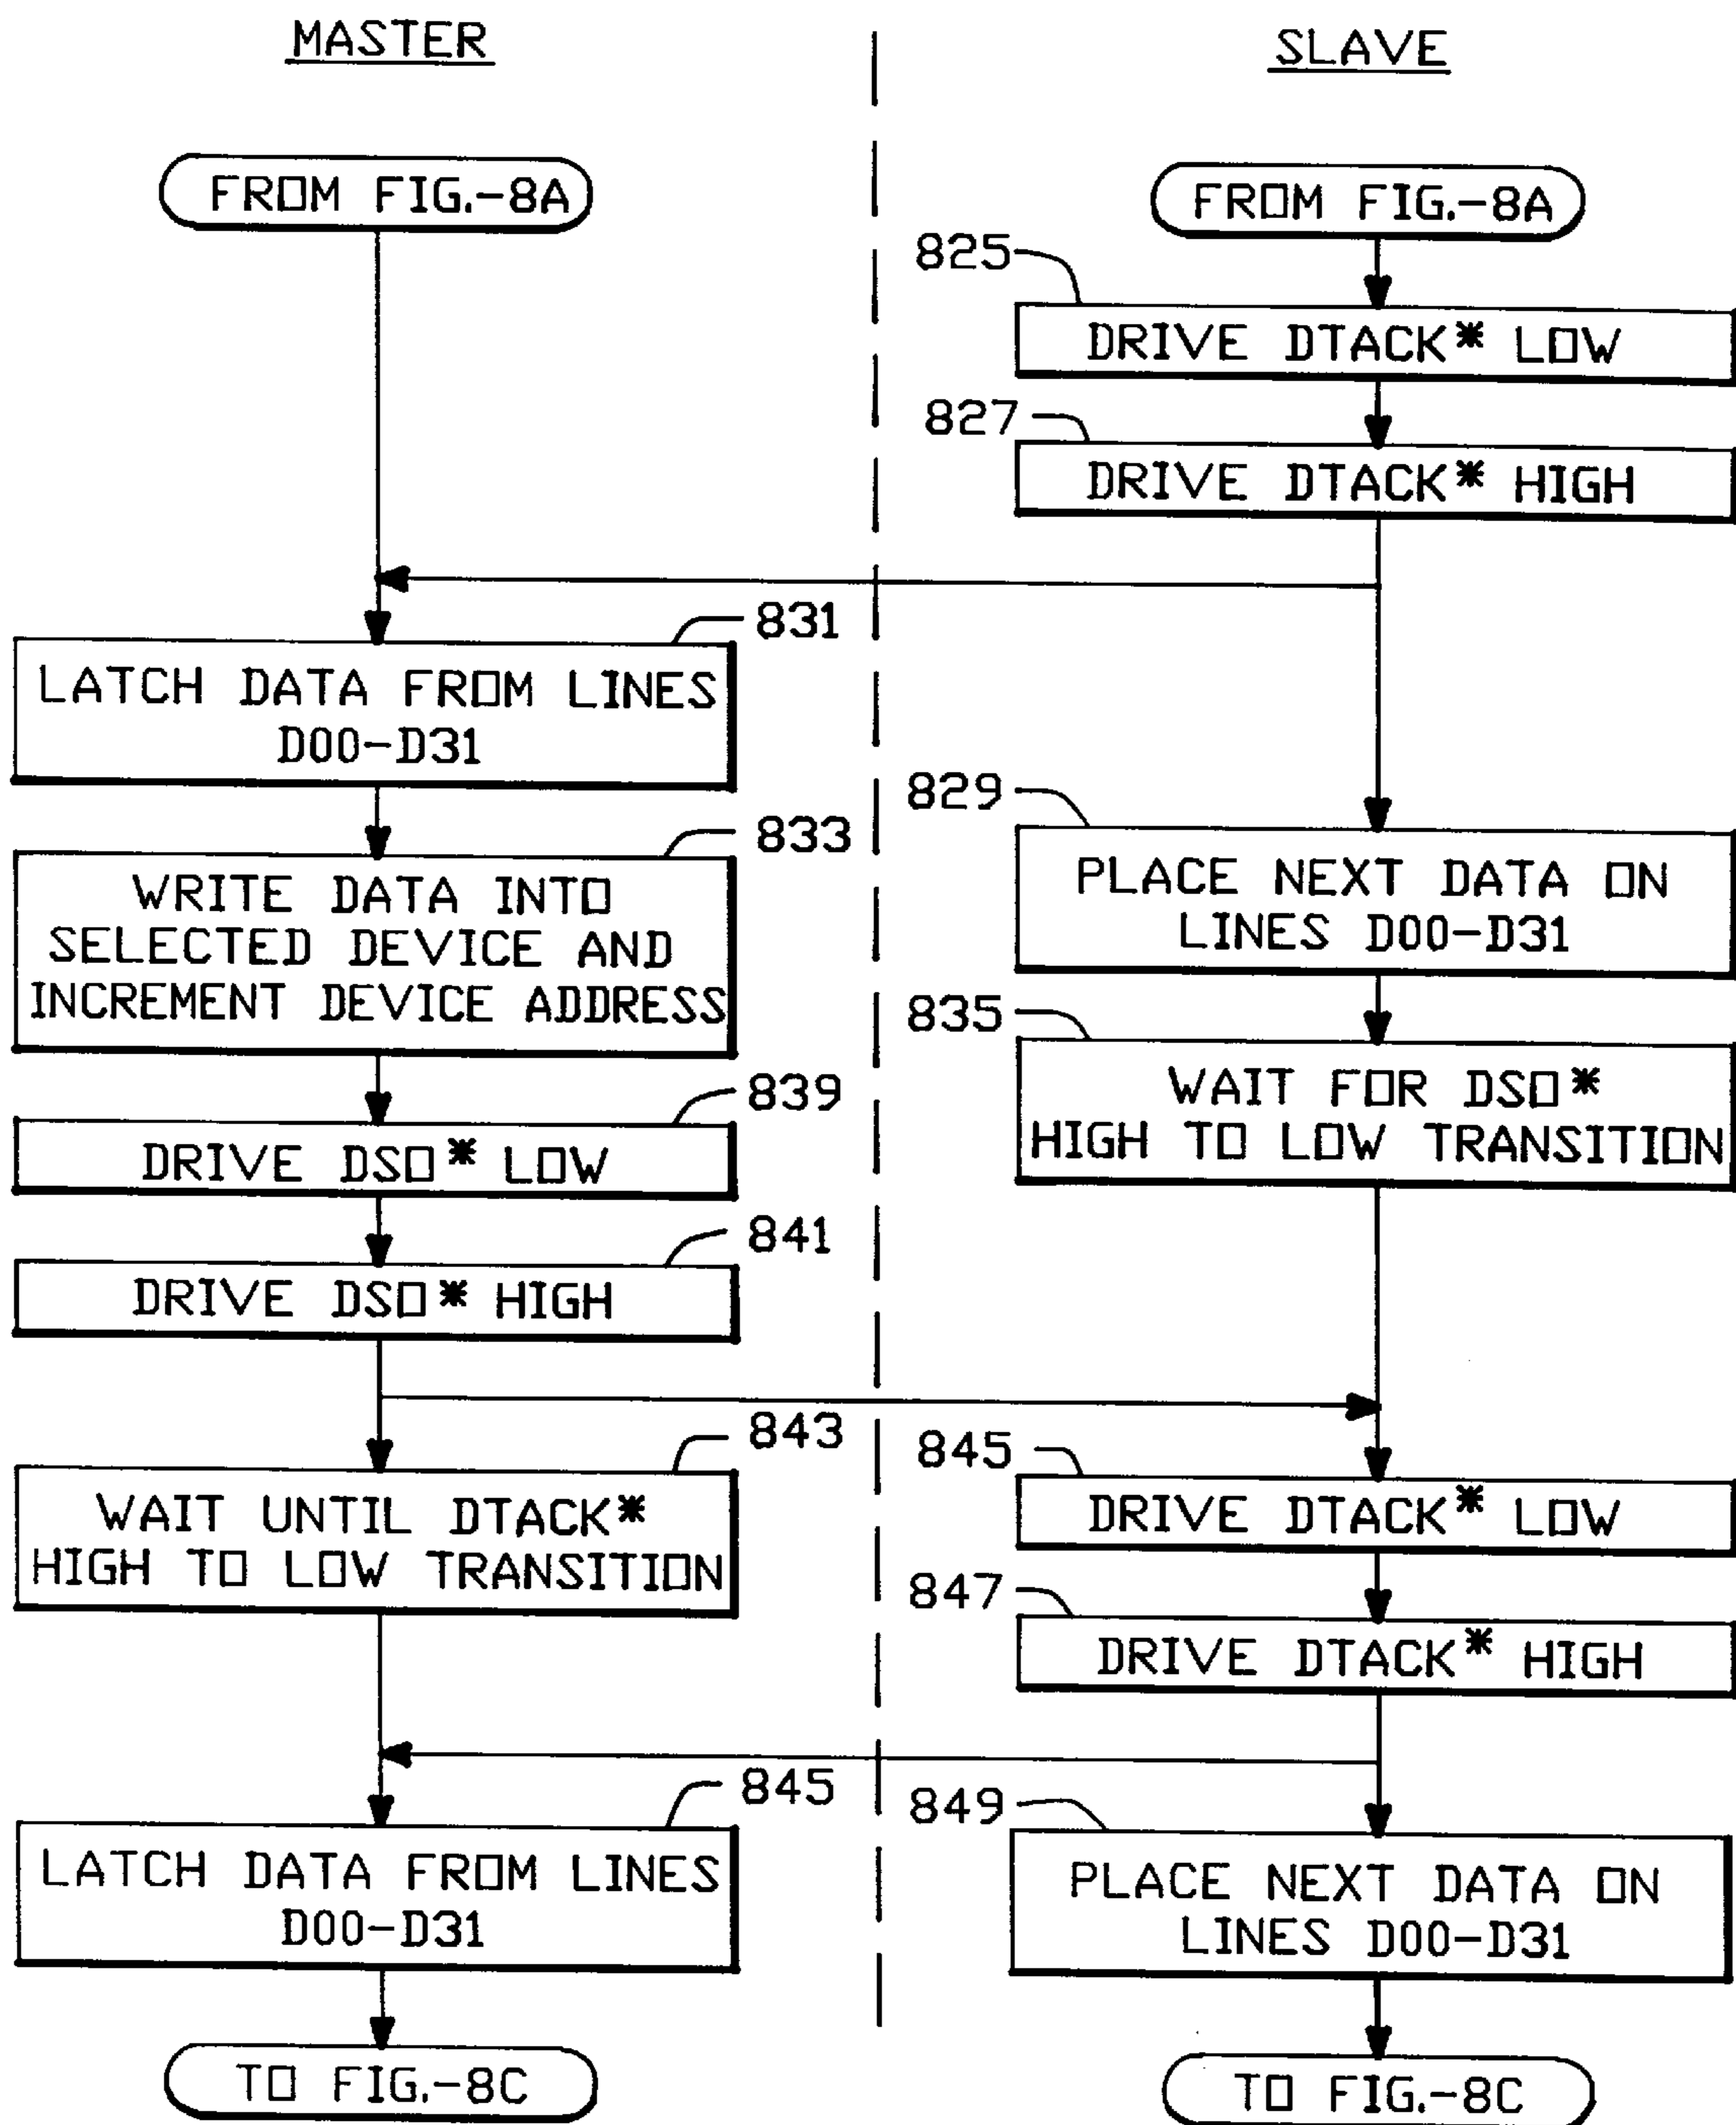 MASTER
SLAVE
FROM FIG.-8A
FROM FIG.-8A
825
DRIVE DTACK* LOW
827
DRIVE DTACK* HIGH
831
LATCH DATA FROM LINES
D00-D31
829
PLACE NEXT DATA ON
LINES D00-D31
833
WRITE DATA INTO
SELECTED DEVICE AND
INCREMENT DEVICE ADDRESS
835
WAIT FOR DSO*
HIGH TO LOW TRANSITION
839
DRIVE DSO* LOW
841
DRIVE DSO* HIGH
843
WAIT UNTIL DTACK*
HIGH TO LOW TRANSITION
845
DRIVE DTACK* LOW
847
DRIVE DTACK* HIGH
845
LATCH DATA FROM LINES
D00-D31
849
PLACE NEXT DATA ON
LINES D00-D31
TO FIG.-8C
TO FIG.-8C